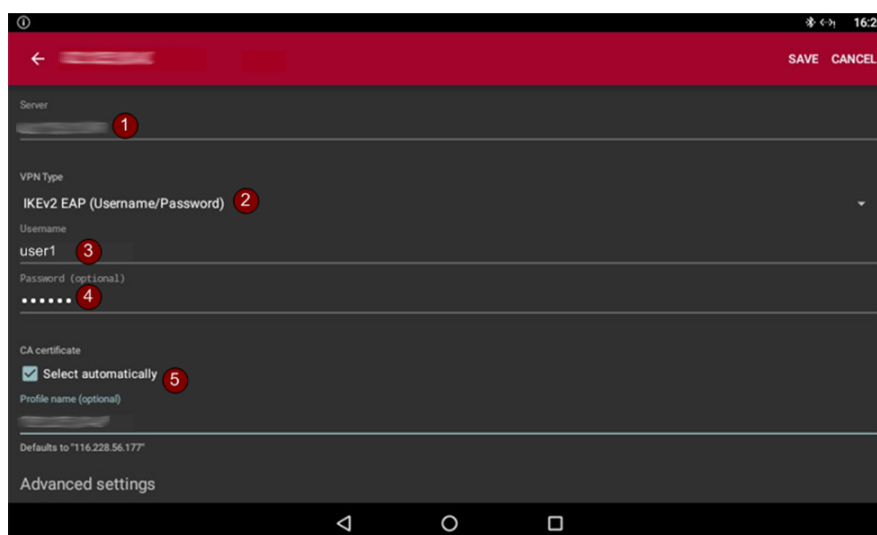 16:2
SAVE CANCEL
Server
1
VPN Type
IKEv2 EAP (Username/Password) 2
Username
user1 3
Password (optional)
•••••• 4
CA certificate
Select automatically 5
Profile name (optional)
Defaults to "116.228.56.177"
Advanced settings